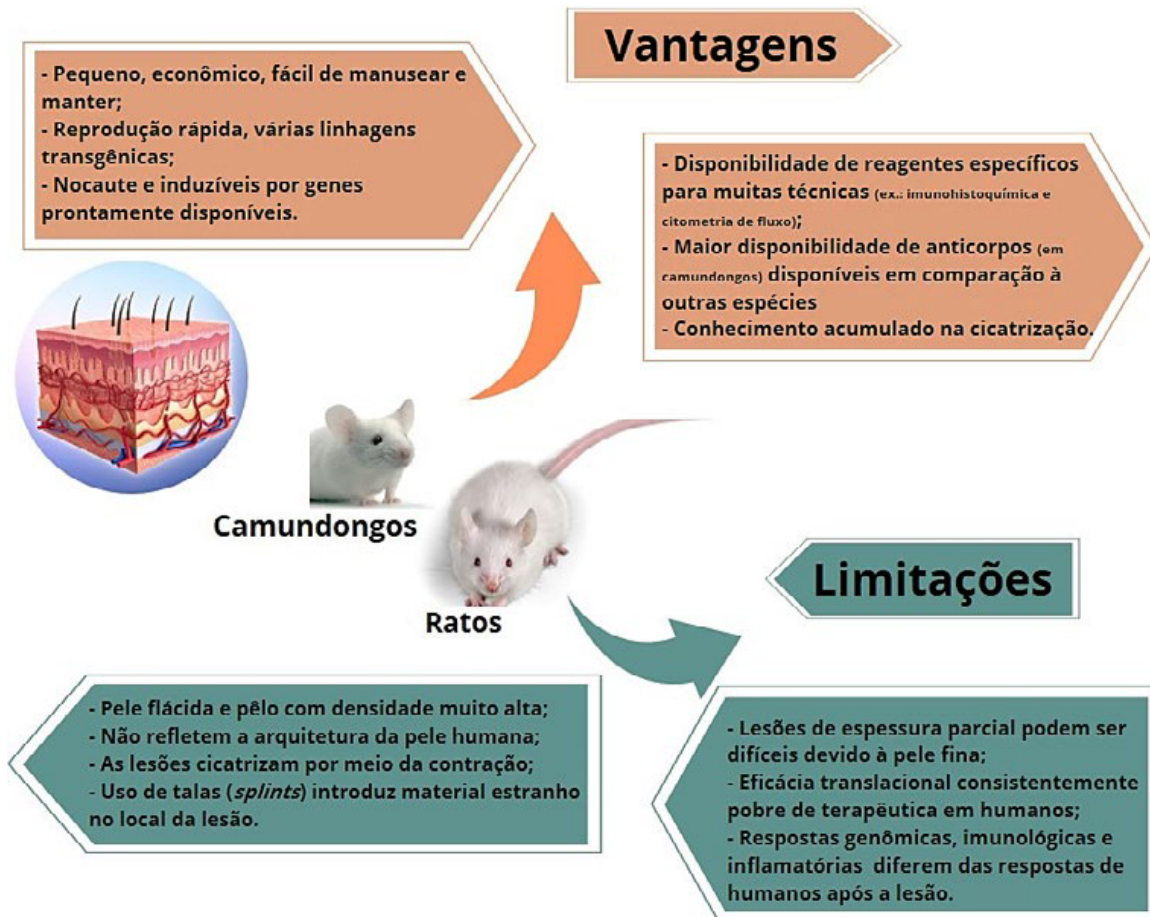 Vantagens
- Pequeno, econômico, fácil de manusear e
manter;
- Reprodução rápida, várias linhagens
transgênicas;
- Nocaute e induzíveis por genes
prontamente disponíveis.
- Disponibilidade de reagentes específicos
para muitas técnicas (ex.: imunohistoquímica e
citometria de fluxo);
- Maior disponibilidade de anticorpos (em
camundongos) disponíveis em comparação à
outras espécies
- Conhecimento acumulado na cicatrização.
Camundongos
Ratos
Limitações
- Pele flácida e pêlo com densidade muito alta;
- Não refletem a arquitetura da pele humana;
- As lesões cicatrizam por meio da contração;
- Uso de talas (splints) introduz material estranho
no local da lesão.
- Lesões de espessura parcial podem ser
difíceis devido à pele fina;
- Eficácia translacional consistentemente
pobre de terapëutica em humanos;
- Respostas genômicas, imunológicas e
inflamatórias diferem das respostas de
humanos após a lesão.